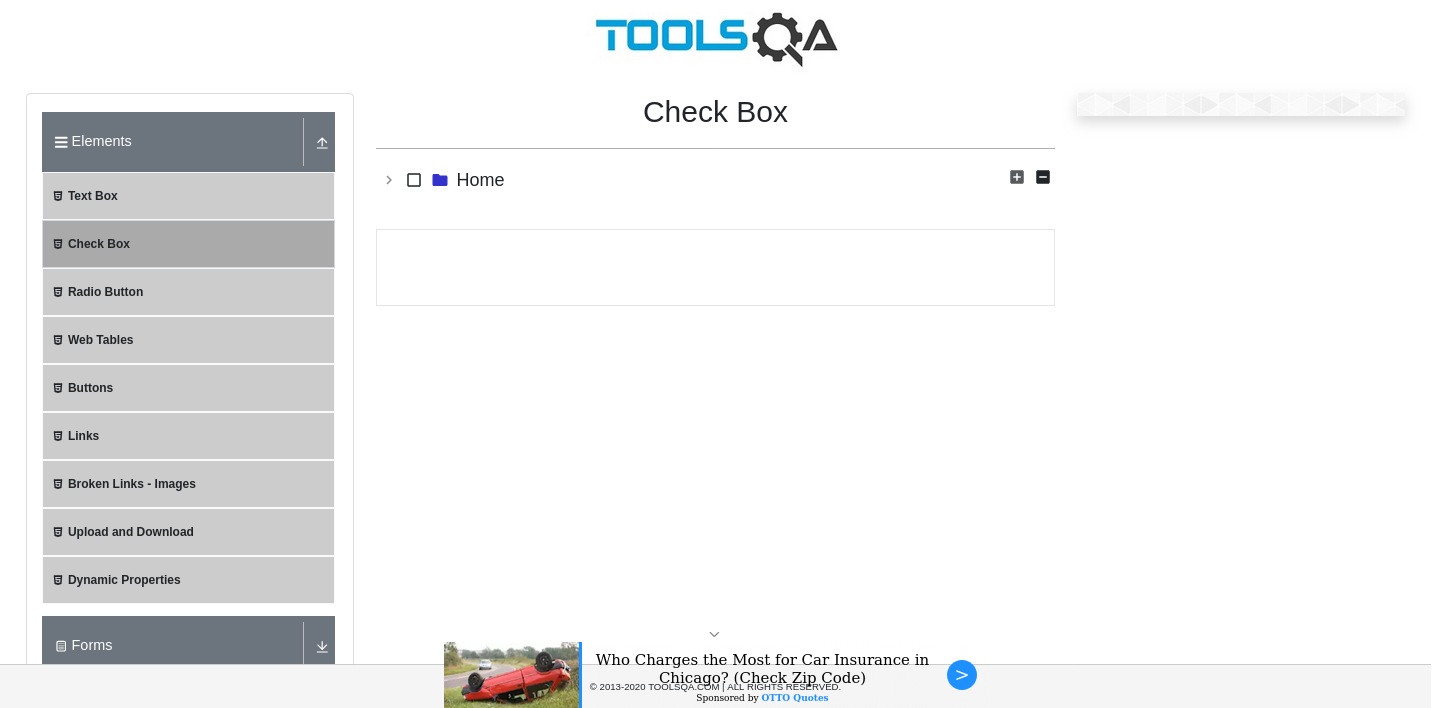 TOOLSQA
Elements
Text Box
Check Box
Radio Button
Web Tables
Buttons
Links
Broken Links - Images
Upload and Download
Dynamic Properties
Forms
Check Box
Home
Who Charges the Most for Car Insurance in
Chicago? (Check Zip Code)
Sponsored by OTTO Quotes
>
© 2013-2020 TOOLSQA.COM | ALL RIGHTS RESERVED.